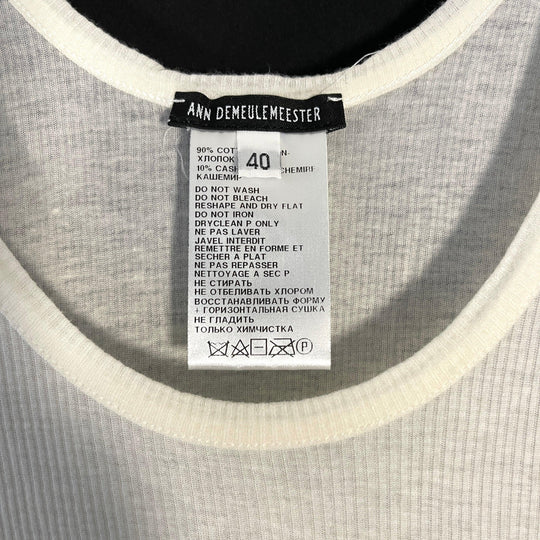 ANN DEMEULEMEESTER
40
90% COT
ХЛОПОК
10% CASH
КАШЕМИР
DO NOT WASH
DO NOT BLEACH
RESHAPE AND DRY FLAT
DO NOT IRON
DRYCLEAN P ONLY
NE PAS LAVER
JAVEL INTERDIT
REMETTRE EN FORME ET
SECHER A PLAT
NE PAS REPASSER
NETTOYAGE A SEC P
НЕ СТИРАТЬ
НЕ ОТБЕЛИВАТЬ ХЛОРОМ
ВОССТАНАВЛИВАТЬ ФОРМУ
+ ГОРИЗОНТАЛЬНАЯ СУШКА
НЕ ГЛАДИТЬ
ТОЛЬКО ХИМЧИСТКА
P